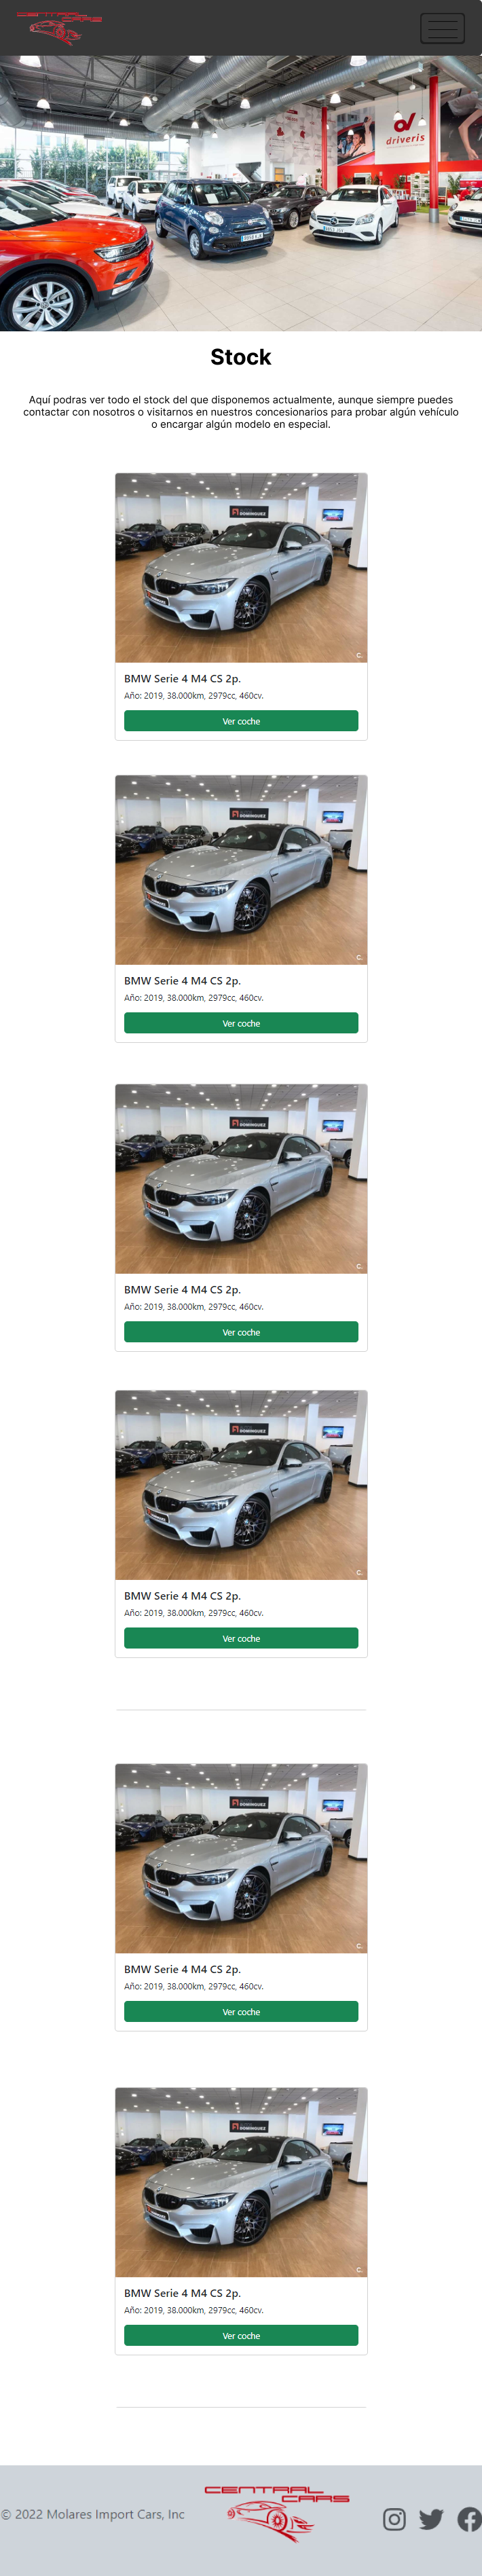 CENTRAL
CARS
driveris
Stock
Aquí podras ver todo el stock del que disponemos actualmente, aunque siempre puedes
contactar con nosotros o visitarnos en nuestros concesionarios para probar algún vehículo
o encargar algún modelo en especial.
DOMINGUEZ
C.
BMW Serie 4 M4 CS 2p.
Año: 2019, 38.000km, 2979cc, 460cv.
Ver coche
DOMINGUEZ
C.
BMW Serie 4 M4 CS 2p.
Año: 2019, 38.000km, 2979cc, 460cv.
Ver coche
DOMINGUEZ
C.
BMW Serie 4 M4 CS 2p.
Año: 2019, 38.000km, 2979cc, 460cv.
Ver coche
DOMINGUEZ
C.
BMW Serie 4 M4 CS 2p.
Año: 2019, 38.000km, 2979cc, 460cv.
Ver coche
DOMINGUEZ
C.
BMW Serie 4 M4 CS 2p.
Año: 2019, 38.000km, 2979cc, 460cv.
Ver coche
DOMINGUEZ
C.
BMW Serie 4 M4 CS 2p.
Año: 2019, 38.000km, 2979cc, 460cv.
Ver coche
CENTRAL
CARS
© 2022 Molares Import Cars, Inc